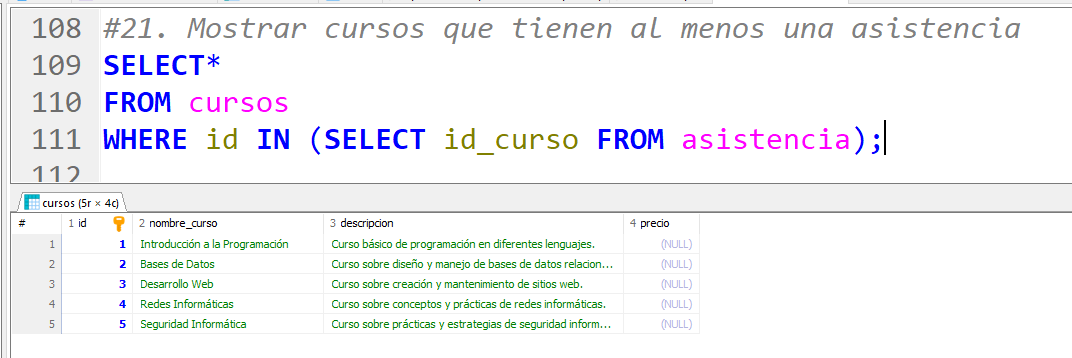 108 #21. Mostrar cursos que tienen al menos una asistencia
109 SELECT*
110 FROM cursos
111 WHERE id IN (SELECT id_curso FROM asistencia);
112
cursos (5r × 4c)
# 1 id 2 nombre_curso 3 descripcion 4 precio
1 1 Introducción a la Programación Curso básico de programación en diferentes lenguajes. (NULL)
2 2 Bases de Datos Curso sobre diseño y manejo de bases de datos relacion... (NULL)
3 3 Desarrollo Web Curso sobre creación y mantenimiento de sitios web. (NULL)
4 4 Redes Informáticas Curso sobre conceptos y prácticas de redes informáticas. (NULL)
5 5 Seguridad Informática Curso sobre prácticas y estrategias de seguridad inform... (NULL)